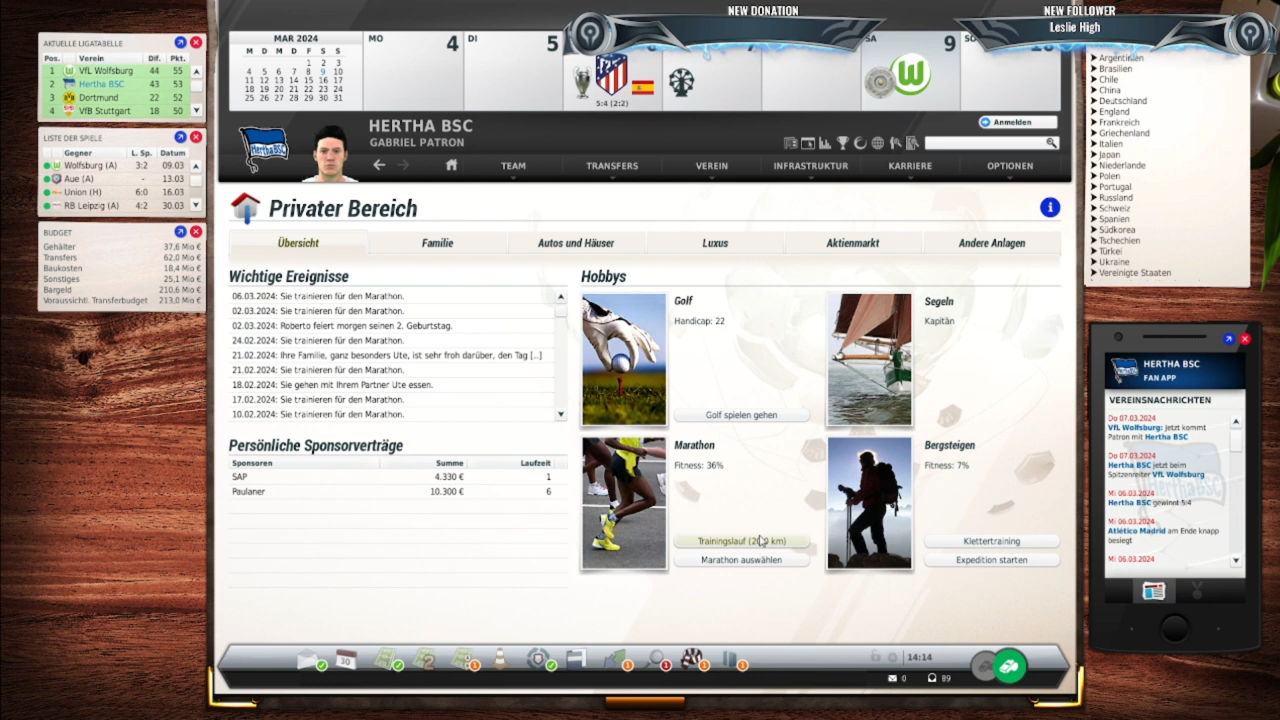 NEW DONATION
NEW FOLLOWER
Leslie High
AKTUELLE LIGATABELLE
Pos. Verein Dif. Pkt.
1 VfL Wolfsburg 44 55
2 Hertha BSC 43 53
3 Dortmund 22 52
4 VfB Stuttgart 18 50
LISTE DER SPIELE
Gegner L. Sp. Datum
Wolfsburg (A) 3:2 09.03
Aue (A) - 13.03
Union (H) 6:0 16.03
RB Leipzig (A) 4:2 30.03
BUDGET
Gehälter 37,6 Mio €
Transfers 62,0 Mio €
Baukosten 18,4 Mio €
Sonstiges 25,1 Mio €
Bargeld 210,6 Mio €
Voraussichtl. Transferbudget 213,0 Mio €
MAR 2024
M D M D F S S
1 2 3
4 5 6 7 8 9 10
11 12 13 14 15 16 17
18 19 20 21 22 23 24
25 26 27 28 29 30 31
MO 4
DI 5
5:4 (2:2)
SA 9
SO
HERTHA BSC
GABRIEL PATRON
Anmelden
TEAM TRANSFERS VEREIN INFRASTRUKTUR KARRIERE OPTIONEN
Privater Bereich
Übersicht Familie Autos und Häuser Luxus Aktienmarkt Andere Anlagen
Wichtige Ereignisse
06.03.2024: Sie trainieren für den Marathon.
02.03.2024: Sie trainieren für den Marathon.
02.03.2024: Roberto feiert morgen seinen 2. Geburtstag.
24.02.2024: Sie trainieren für den Marathon.
21.02.2024: Ihre Familie, ganz besonders Ute, ist sehr froh darüber, den Tag [...]
21.02.2024: Sie trainieren für den Marathon.
18.02.2024: Sie gehen mit Ihrem Partner Ute essen.
17.02.2024: Sie trainieren für den Marathon.
10.02.2024: Sie trainieren für den Marathon.
Persönliche Sponsorverträge
Sponsoren Summe Laufzeit
SAP 4.330 € 1
Paulaner 10.300 € 6
Hobbys
Golf
Handicap: 22
Golf spielen gehen
Segeln
Kapitän
Marathon
Fitness: 36%
Trainingslauf km)
Marathon auswählen
Bergsteigen
Fitness: 7%
Klettertraining
Expedition starten
Argentinien
Brasilien
Chile
China
Deutschland
England
Frankreich
Griechenland
Italien
Japan
Niederlande
Polen
Portugal
Russland
Schweiz
Spanien
Südkorea
Tschechien
Türkei
Ukraine
Vereinigte Staaten
HERTHA BSC
FAN APP
VEREINSNACHRICHTEN
Do 07.03.2024
VfL Wolfsburg: Jetzt kommt
Patron mit Hertha BSC
Do 07.03.2024
Hertha BSC jetzt beim
Spitzenreiter VfL Wolfsburg
Mi 06.03.2024
Hertha BSC gewinnt 5:4
Mi 06.03.2024
Atlético Madrid am Ende knapp
besiegt
Mi 06.03.2024
30
14:14
0 89